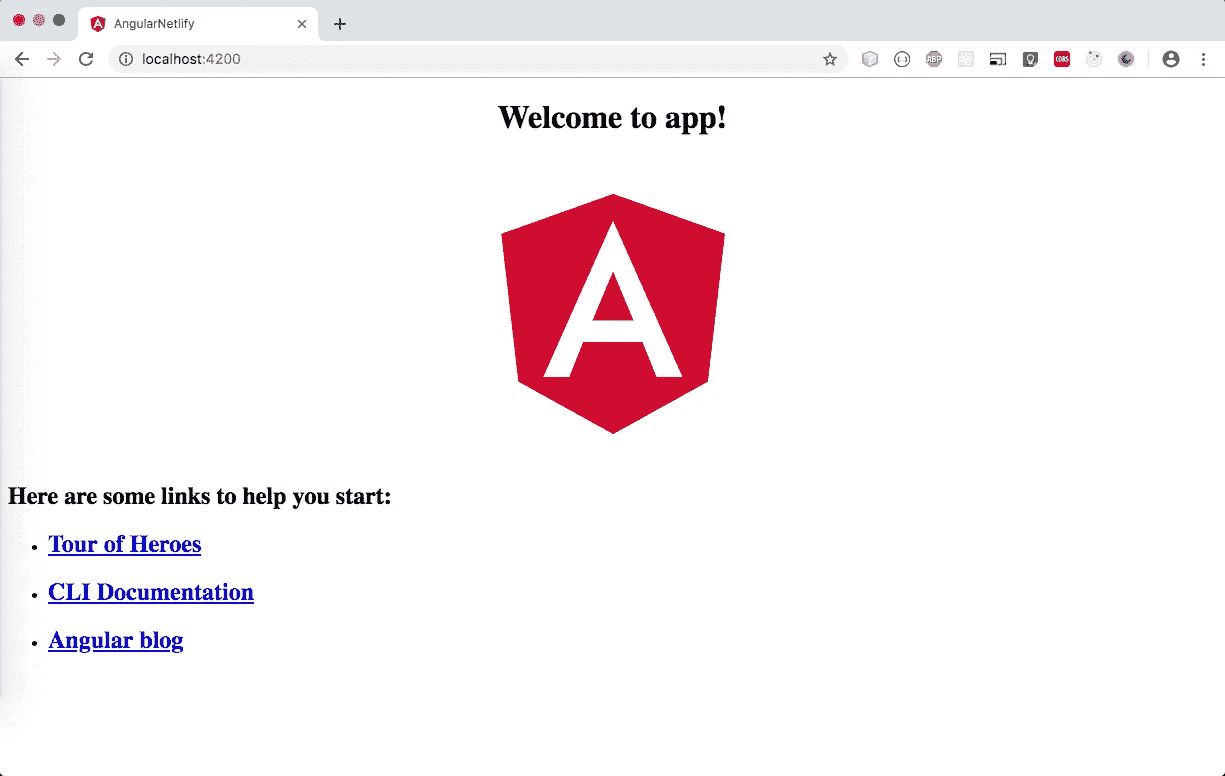 AngularNetlify
localhost:4200
ABP
CORS
Welcome to app!
A
Here are some links to help you start:
Tour of Heroes
CLI Documentation
Angular blog